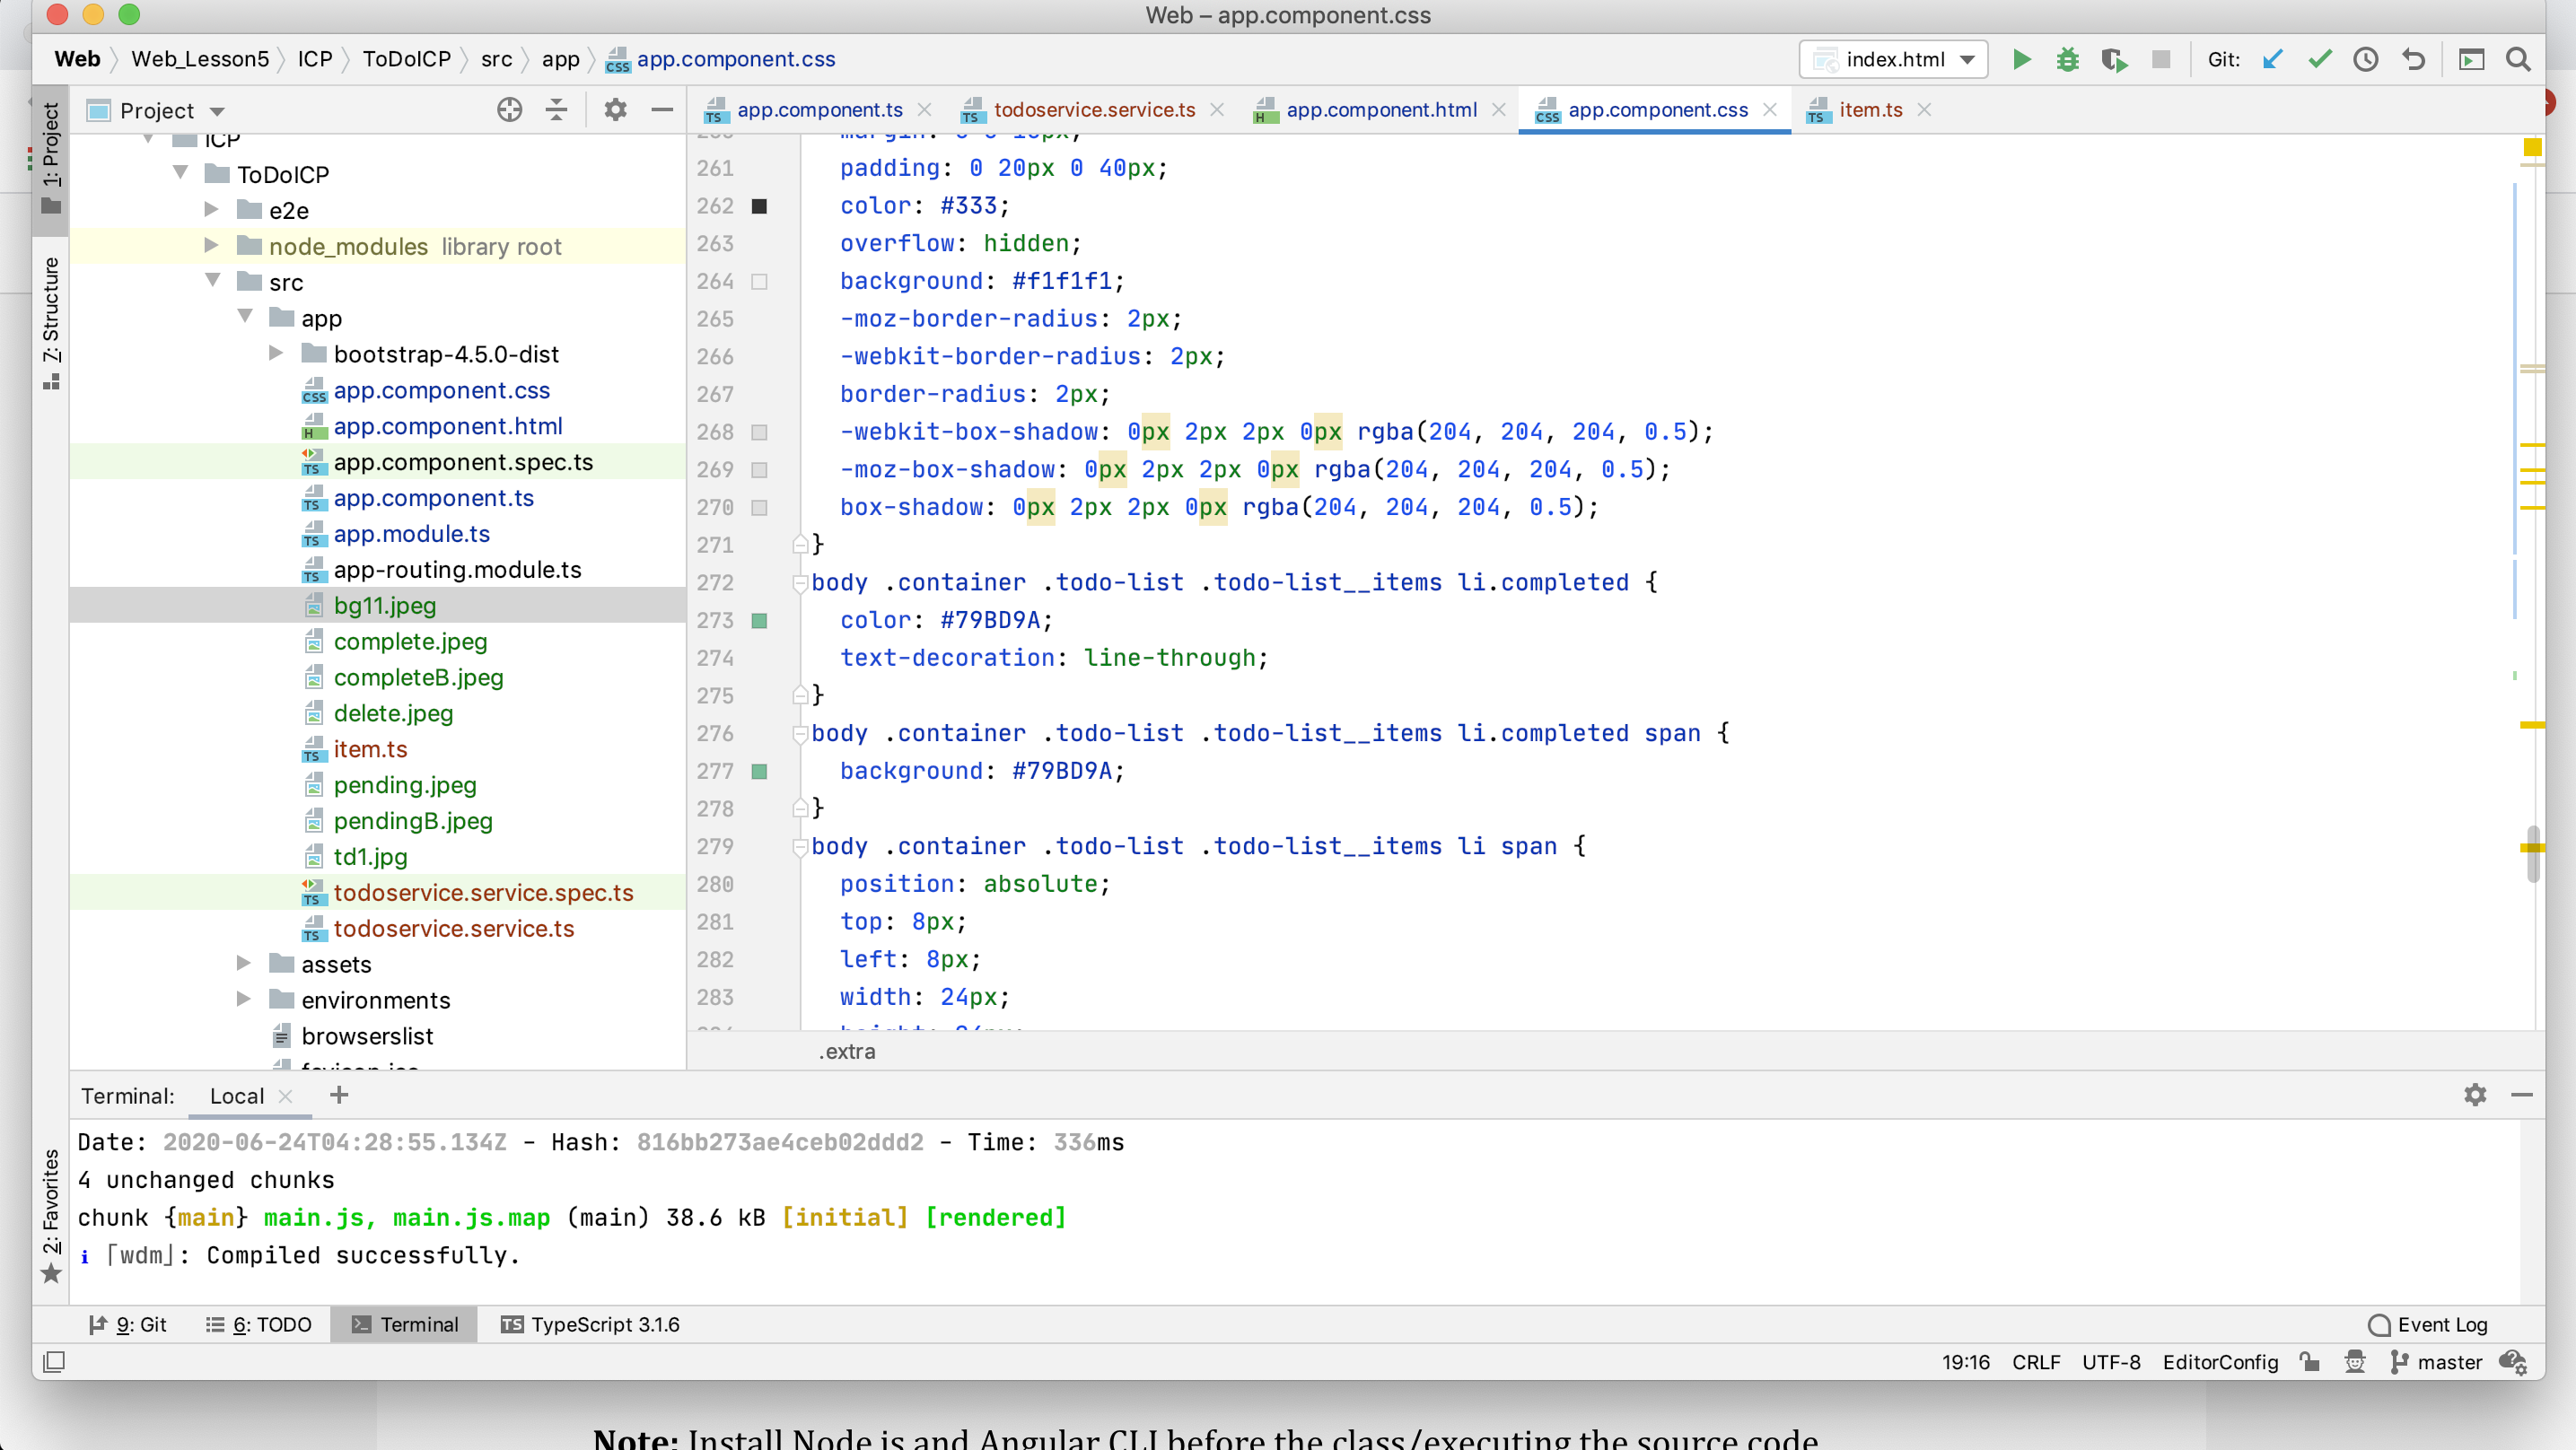 Web – app.component.css
Web Web_Lesson5 ICP ToDoICP src app app.component.css index.html Git:
1: Project
7: Structure
2: Favorites
Project
app.component.ts todoservice.service.ts app.component.html app.component.css item.ts
ICP
ToDoICP
e2e
node_modules library root
src
app
bootstrap-4.5.0-dist
app.component.css
app.component.html
app.component.spec.ts
app.component.ts
app.module.ts
app-routing.module.ts
bg11.jpeg
complete.jpeg
completeB.jpeg
delete.jpeg
item.ts
pending.jpeg
pendingB.jpeg
td1.jpg
todoservice.service.spec.ts
todoservice.service.ts
assets
environments
browserslist
261 padding: 0 20px 0 40px;
262 color: #333;
263 overflow: hidden;
264 background: #f1f1f1;
265 -moz-border-radius: 2px;
266 -webkit-border-radius: 2px;
267 border-radius: 2px;
268 -webkit-box-shadow: 0px 2px 2px 0px rgba(204, 204, 204, 0.5);
269 -moz-box-shadow: 0px 2px 2px 0px rgba(204, 204, 204, 0.5);
270 box-shadow: 0px 2px 2px 0px rgba(204, 204, 204, 0.5);
271 }
272 body .container .todo-list .todo-list__items li.completed {
273 color: #79BD9A;
274 text-decoration: line-through;
275 }
276 body .container .todo-list .todo-list__items li.completed span {
277 background: #79BD9A;
278 }
279 body .container .todo-list .todo-list__items li span {
280 position: absolute;
281 top: 8px;
282 left: 8px;
283 width: 24px;
.extra
Terminal: Local
Date: 2020-06-24T04:28:55.134Z - Hash: 816bb273ae4ceb02ddd2 - Time: 336ms
4 unchanged chunks
chunk {main} main.js, main.js.map (main) 38.6 kB [initial] [rendered]
i ｢wdm｣: Compiled successfully.
9: Git 6: TODO Terminal TypeScript 3.1.6 Event Log
19:16 CRLF UTF-8 EditorConfig master
Note: Install Node js and Angular CLI before the class/executing the source code